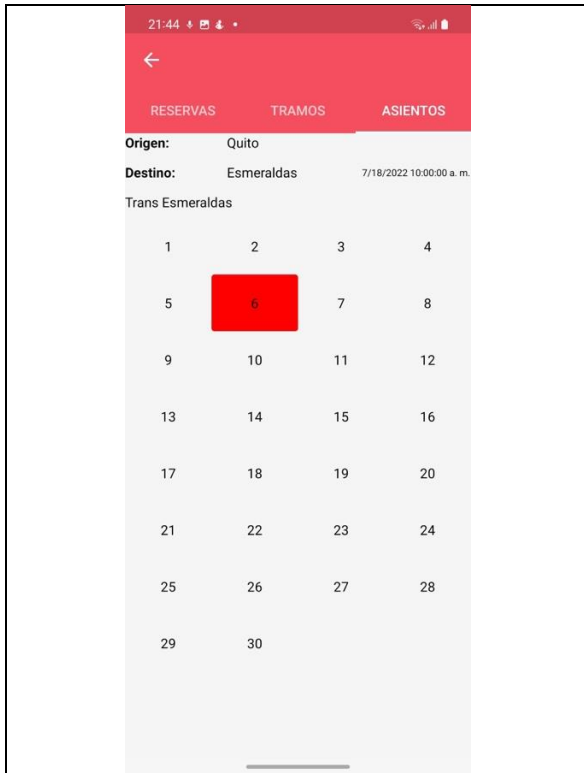 21:44
RESERVAS TRAMOS ASIENTOS
Origen: Quito
Destino: Esmeraldas 7/18/2022 10:00:00 a. m.
Trans Esmeraldas
1 2 3 4
5 6 7 8
9 10 11 12
13 14 15 16
17 18 19 20
21 22 23 24
25 26 27 28
29 30